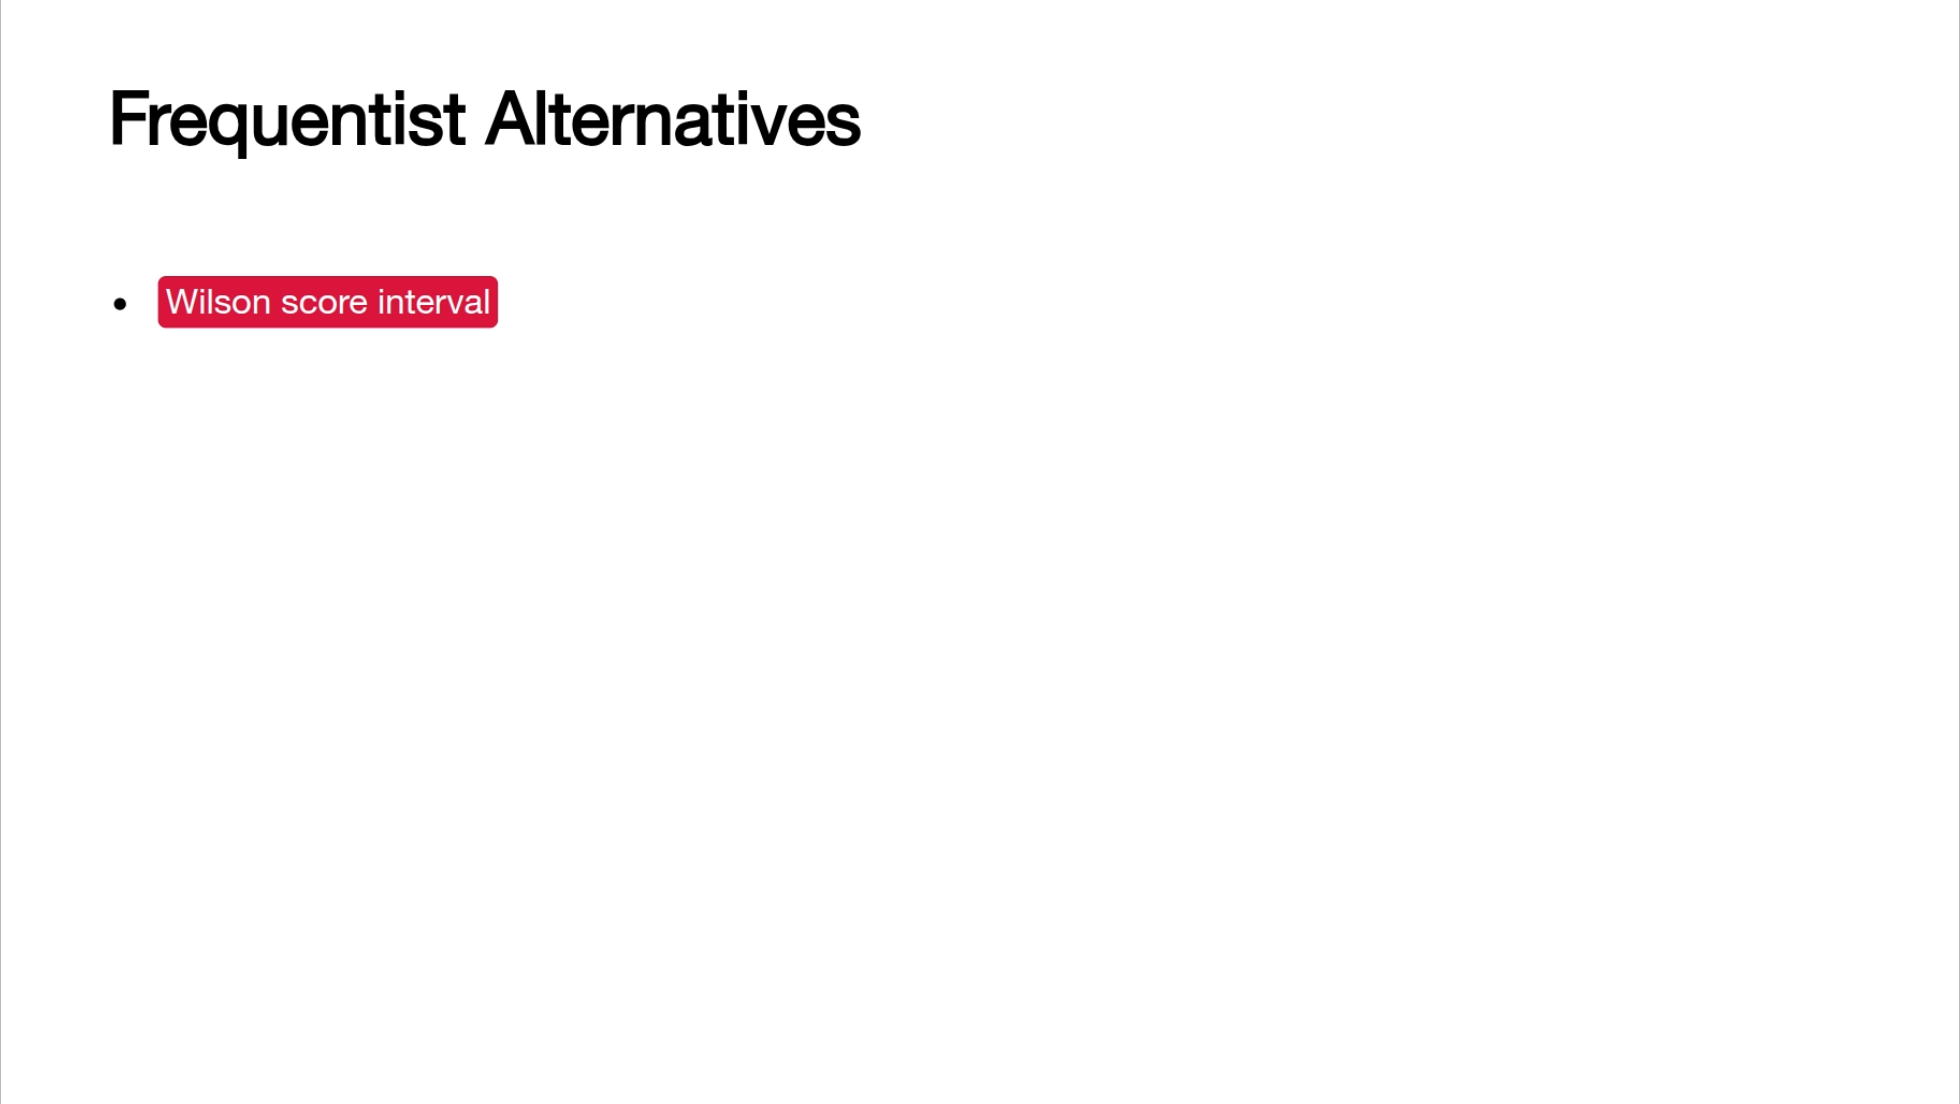 Frequentist Alternatives
• Wilson score interval